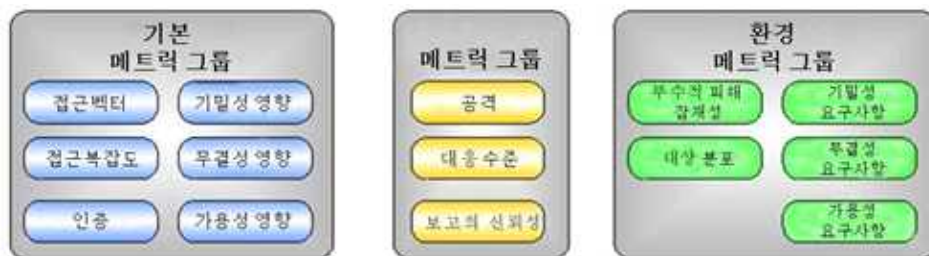 기본
메트릭 그룹
접근벡터
기밀성 영향
접근복잡도
무결성 영향
인증
가용성 영향
메트릭 그룹
공격
대응수준
보고의 신뢰성
환경
메트릭 그룹
부수적 피해
잠재성
기밀성
요구사항
대상 분포
무결성
요구사항
가용성
요구사항